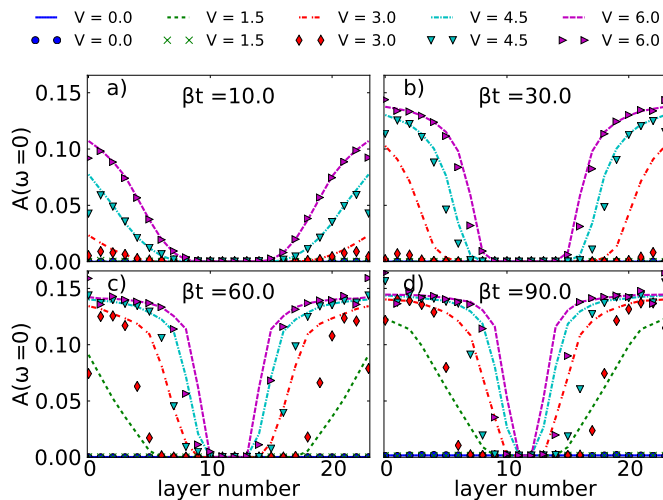 V = 0.0 V = 1.5 V = 3.0 V = 4.5 V = 6.0
V = 0.0 V = 1.5 V = 3.0 V = 4.5 V = 6.0
a) βt =10.0
b) βt =30.0
0.15
0.10
0.05
0.00
A(ω =0)
c) βt =60.0
d) βt =90.0
0.15
0.10
0.05
0.00
A(ω =0)
0 10 20 0 10 20
layer number layer number